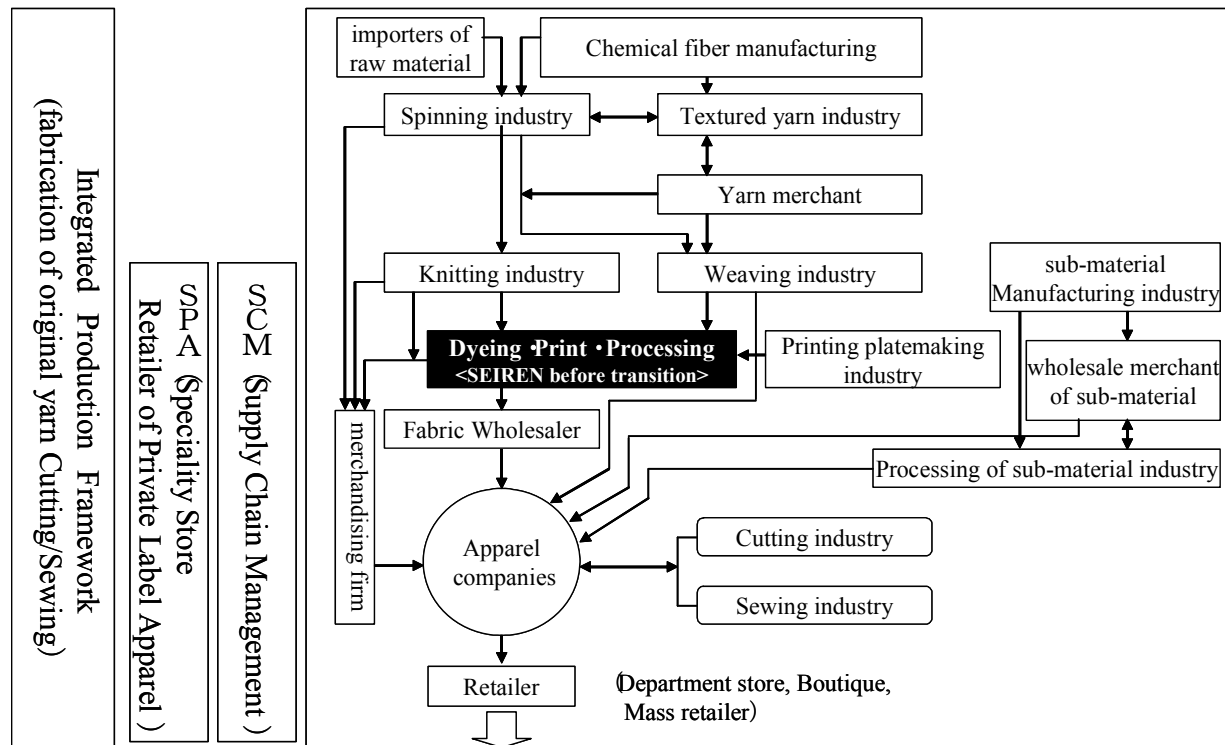 Integrated Production Framework
(fabrication of original yarn Cutting/Sewing)
SPA (Speciality Store
Retailer of Private Label Apparel)
SCM (Supply Chain Management)
importers of
raw material
Chemical fiber manufacturing
Spinning industry
Textured yarn industry
Yarn merchant
Knitting industry
Weaving industry
sub-material
Manufacturing industry
Dyeing・Print・Processing
<SEIREN before transition>
Printing platemaking
industry
wholesale merchant
of sub-material
merchandising firm
Fabric Wholesaler
Processing of sub-material industry
Apparel
companies
Cutting industry
Sewing industry
Retailer
(Department store, Boutique,
Mass retailer)